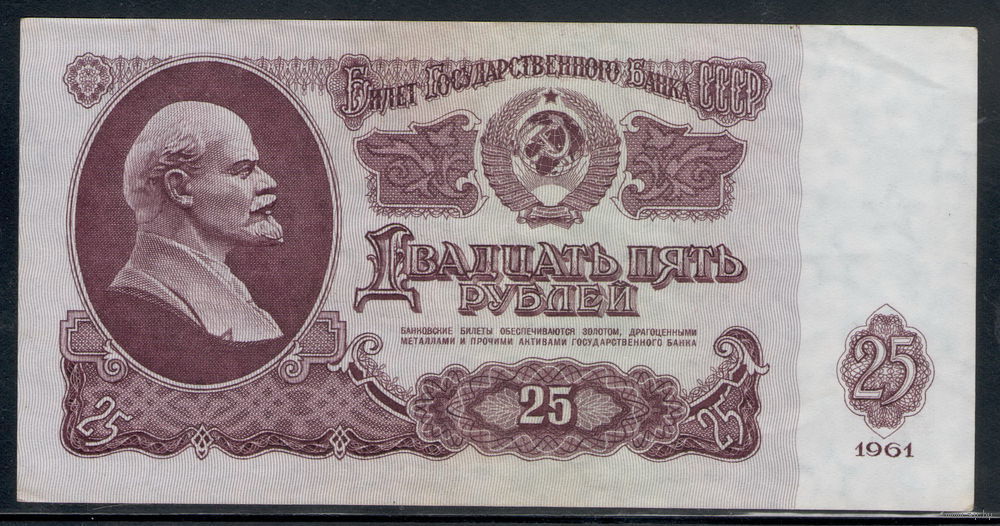 Билет Государственного Банка СССР
Двадцать пять
рублей
БАНКОВСКИЕ БИЛЕТЫ ОБЕСПЕЧИВАЮТСЯ ЗОЛОТОМ, ДРАГОЦЕННЫМИ
МЕТАЛЛАМИ И ПРОЧИМИ АКТИВАМИ ГОСУДАРСТВЕННОГО БАНКА
25
25
25
25
1961